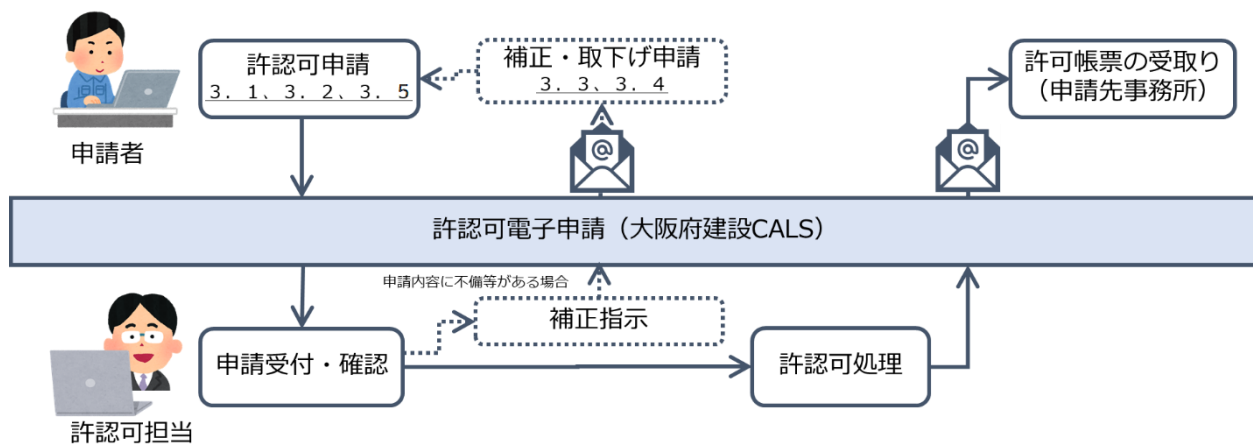 許認可申請
３．１、３．２、３．５
補正・取下げ申請
３．３、３．４
許可帳票の受取り
（申請先事務所）
申請者
@
@
許認可電子申請（大阪府建設CALS）
申請内容に不備等がある場合
補正指示
申請受付・確認
許認可処理
許認可担当